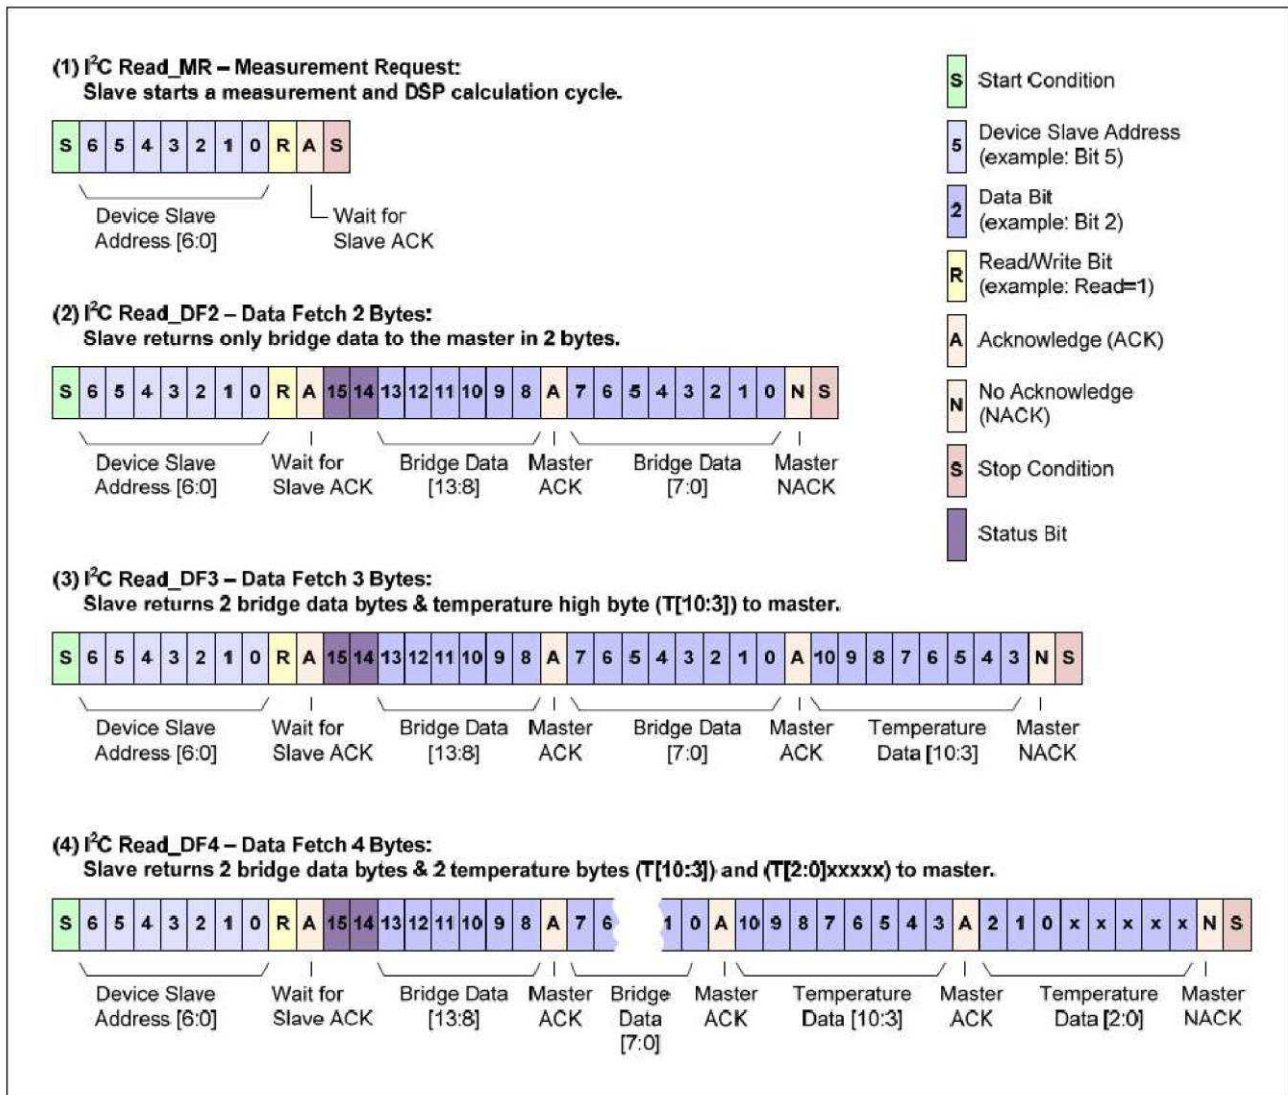 (1) I²C Read_MR – Measurement Request:
Slave starts a measurement and DSP calculation cycle.
S 6 5 4 3 2 1 0 R A S
Device Slave
Address [6:0]
Wait for
Slave ACK
(2) I²C Read_DF2 – Data Fetch 2 Bytes:
Slave returns only bridge data to the master in 2 bytes.
S 6 5 4 3 2 1 0 R A 15 14 13 12 11 10 9 8 A 7 6 5 4 3 2 1 0 N S
Device Slave
Address [6:0]
Wait for
Slave ACK
Bridge Data
[13:8]
Master
ACK
Bridge Data
[7:0]
Master
NACK
(3) I²C Read_DF3 – Data Fetch 3 Bytes:
Slave returns 2 bridge data bytes & temperature high byte (T[10:3]) to master.
S 6 5 4 3 2 1 0 R A 15 14 13 12 11 10 9 8 A 7 6 5 4 3 2 1 0 A 10 9 8 7 6 5 4 3 N S
Device Slave
Address [6:0]
Wait for
Slave ACK
Bridge Data
[13:8]
Master
ACK
Bridge Data
[7:0]
Master
ACK
Temperature
Data [10:3]
Master
NACK
(4) I²C Read_DF4 – Data Fetch 4 Bytes:
Slave returns 2 bridge data bytes & 2 temperature bytes (T[10:3]) and (T[2:0]xxxxx) to master.
S 6 5 4 3 2 1 0 R A 15 14 13 12 11 10 9 8 A 7 6 1 0 A 10 9 8 7 6 5 4 3 A 2 1 0 x x x x x N S
Device Slave
Address [6:0]
Wait for
Slave ACK
Bridge Data
[13:8]
Master
ACK
Bridge
Data
[7:0]
Master
ACK
Temperature
Data [10:3]
Master
ACK
Temperature
Data [2:0]
Master
NACK
S Start Condition
5 Device Slave Address
(example: Bit 5)
2 Data Bit
(example: Bit 2)
R Read/Write Bit
(example: Read=1)
A Acknowledge (ACK)
N No Acknowledge
(NACK)
S Stop Condition
Status Bit